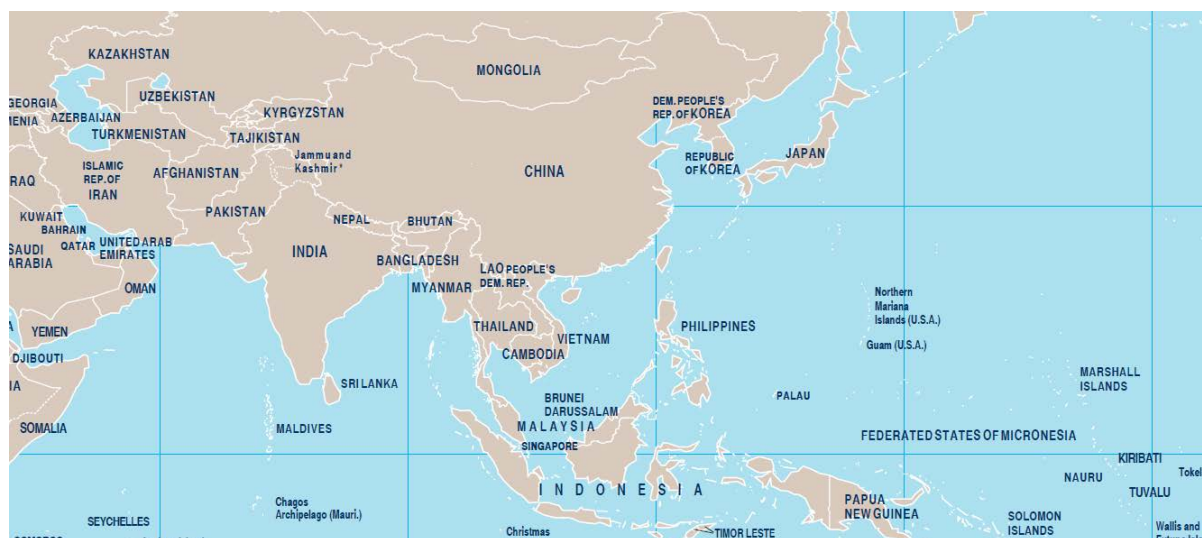 KAZAKHSTAN
MONGOLIA
UZBEKISTAN
GEORGIA
AZERBAIJAN
MENIA
KYRGYZSTAN
DEM. PEOPLE'S
REP. OF KOREA
TURKMENISTAN
TAJIKISTAN
Jammu and
Kashmir *
REPUBLIC
OF KOREA
JAPAN
ISLAMIC
REP. OF
IRAN
AFGHANISTAN
CHINA
RAQ
KUWAIT
BAHRAIN
PAKISTAN
NEPAL
BHUTAN
QATAR
UNITED ARAB
EMIRATES
SAUDI
ARABIA
INDIA
BANGLADESH
LAO PEOPLE'S
DEM. REP.
MYANMAR
OMAN
Northern
Mariana
Islands (U.S.A.)
YEMEN
THAILAND
VIETNAM
PHILIPPINES
Guam (U.S.A.)
DJIBOUTI
CAMBODIA
MARSHALL
ISLANDS
IA
SRI LANKA
BRUNEI
DARUSSALAM
PALAU
SOMALIA
MALDIVES
MALAYSIA
SINGAPORE
FEDERATED STATES OF MICRONESIA
KIRIBATI
NAURU
Tokel
INDONESIA
TUVALU
Chagos
Archipelago (Mauri.)
PAPUA
NEW GUINEA
SEYCHELLES
SOLOMON
ISLANDS
Christmas
TIMOR LESTE
Wallis and